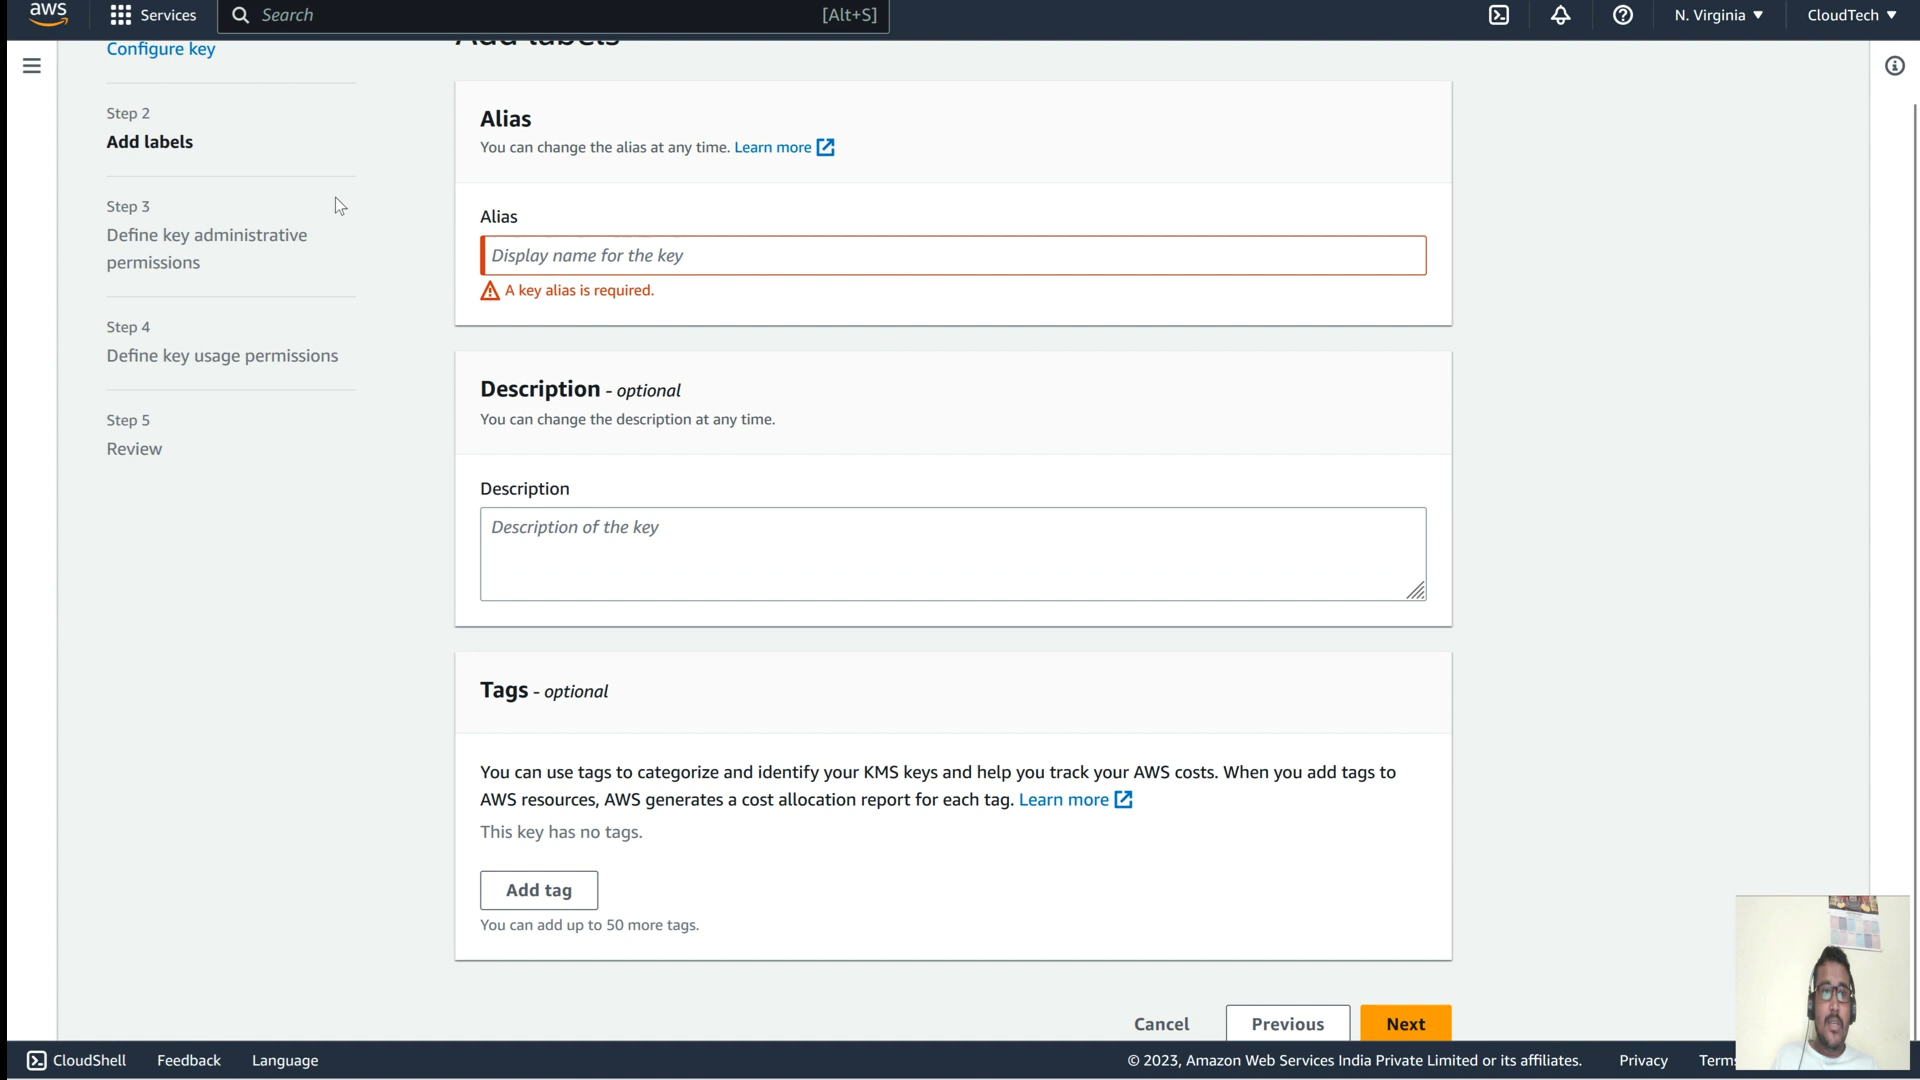 aws
Services
Search
[Alt+S]
N. Virginia
CloudTech
Configure key
Step 2
Add labels
Step 3
Define key administrative
permissions
Step 4
Define key usage permissions
Step 5
Review
Add labels
Alias
You can change the alias at any time. Learn more
Alias
Display name for the key
A key alias is required.
Description - optional
You can change the description at any time.
Description
Description of the key
Tags - optional
You can use tags to categorize and identify your KMS keys and help you track your AWS costs. When you add tags to
AWS resources, AWS generates a cost allocation report for each tag. Learn more
This key has no tags.
Add tag
You can add up to 50 more tags.
Cancel
Previous
Next
CloudShell
Feedback
Language
© 2023, Amazon Web Services India Private Limited or its affiliates.
Privacy
Terms